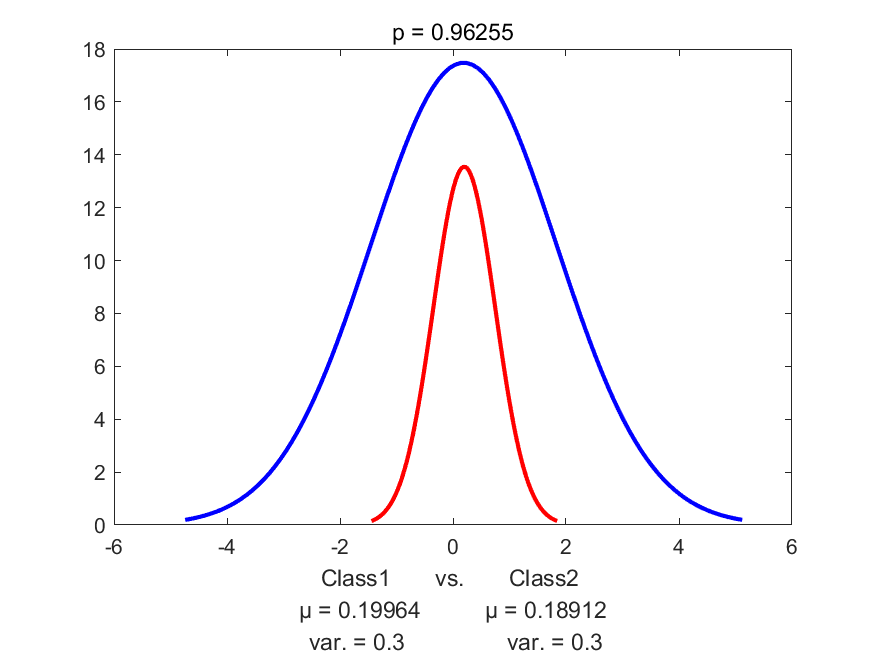 p = 0.96255
18
16
14
12
10
8
6
4
2
0
-6 -4 -2 0 2 4 6
Class1 vs. Class2
μ = 0.19964 μ = 0.18912
var. = 0.3 var. = 0.3